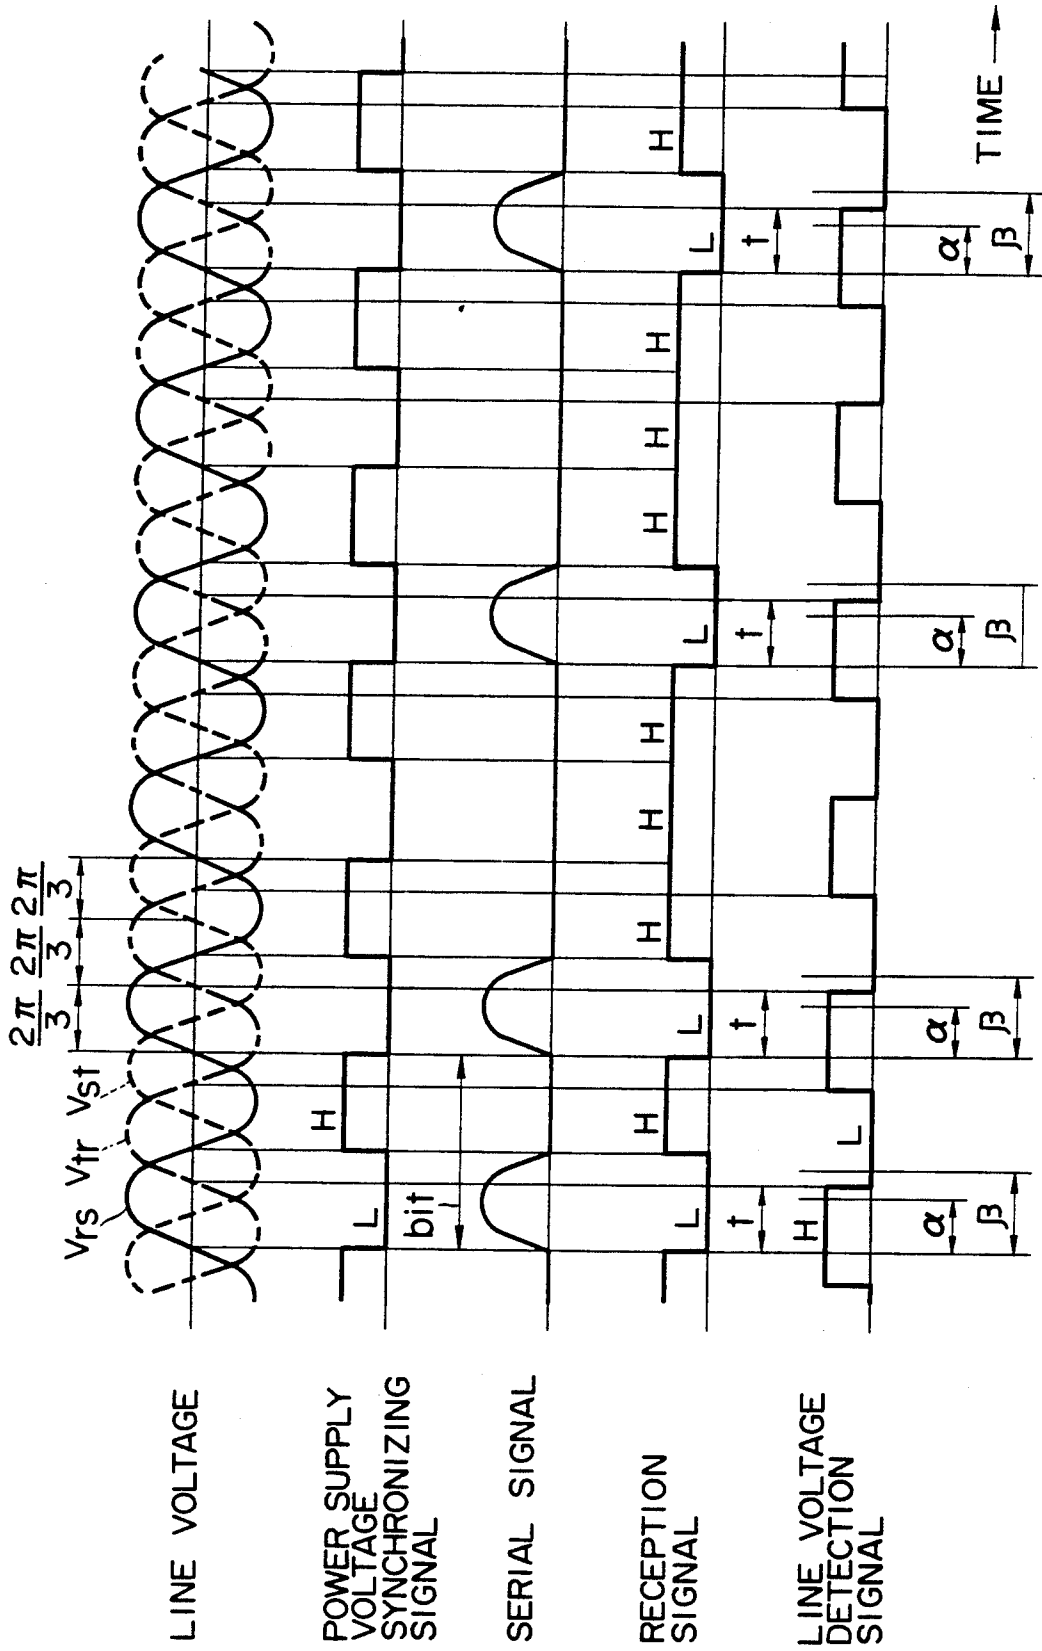 2π/3 2π/3 2π/3
Vrs Vtr Vst
LINE VOLTAGE
POWER SUPPLY
VOLTAGE
SYNCHRONIZING
SIGNAL
L H
bit
SERIAL SIGNAL
RECEPTION
SIGNAL
L H L H H H L H H H L H
t t t t
LINE VOLTAGE
DETECTION
SIGNAL
H L
α α α α
β β β β
TIME